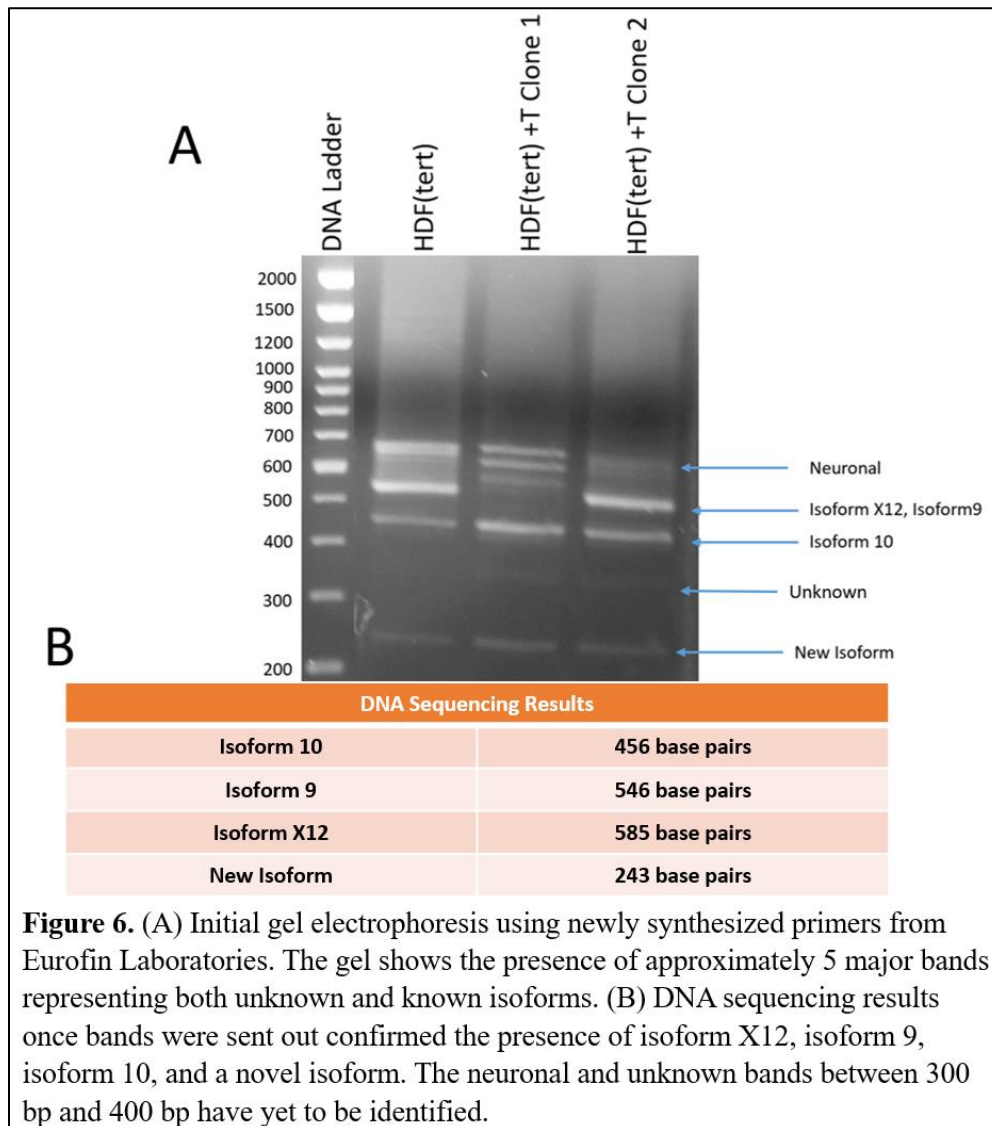 A
DNA Ladder
HDF(tert)
HDF(tert) +T Clone 1
HDF(tert) +T Clone 2
2000
1500
1200
1000
900
800
700
600
500
400
300
200
Neuronal
Isoform X12, Isoform9
Isoform 10
Unknown
New Isoform
B
DNA Sequencing Results
Isoform 10 456 base pairs
Isoform 9 546 base pairs
Isoform X12 585 base pairs
New Isoform 243 base pairs
Figure 6. (A) Initial gel electrophoresis using newly synthesized primers from
Eurofin Laboratories. The gel shows the presence of approximately 5 major bands
representing both unknown and known isoforms. (B) DNA sequencing results
once bands were sent out confirmed the presence of isoform X12, isoform 9,
isoform 10, and a novel isoform. The neuronal and unknown bands between 300
bp and 400 bp have yet to be identified.